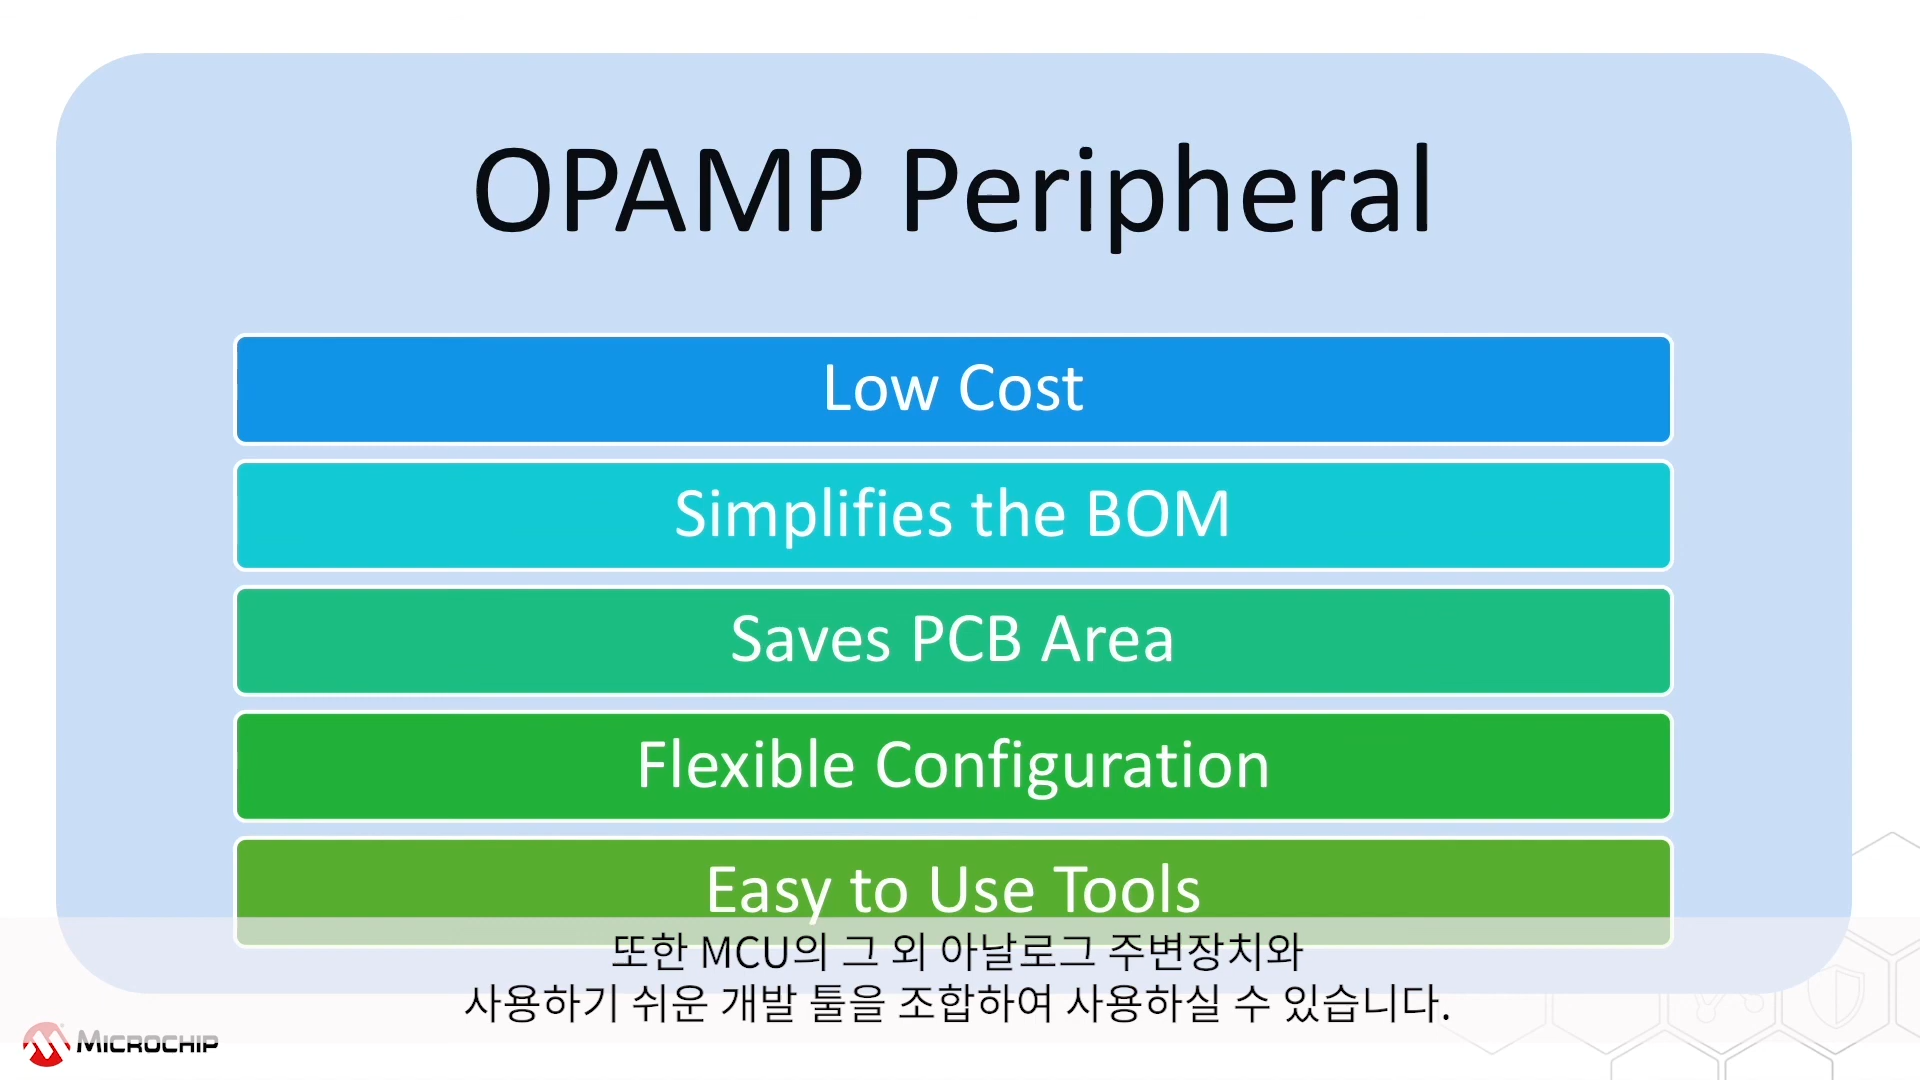 OPAMP Peripheral
Low Cost
Simplifies the BOM
Saves PCB Area
Flexible Configuration
Easy to Use Tools
또한 MCU의 그 외 아날로그 주변장치와
사용하기 쉬운 개발 툴을 조합하여 사용하실 수 있습니다.
MICROCHIP